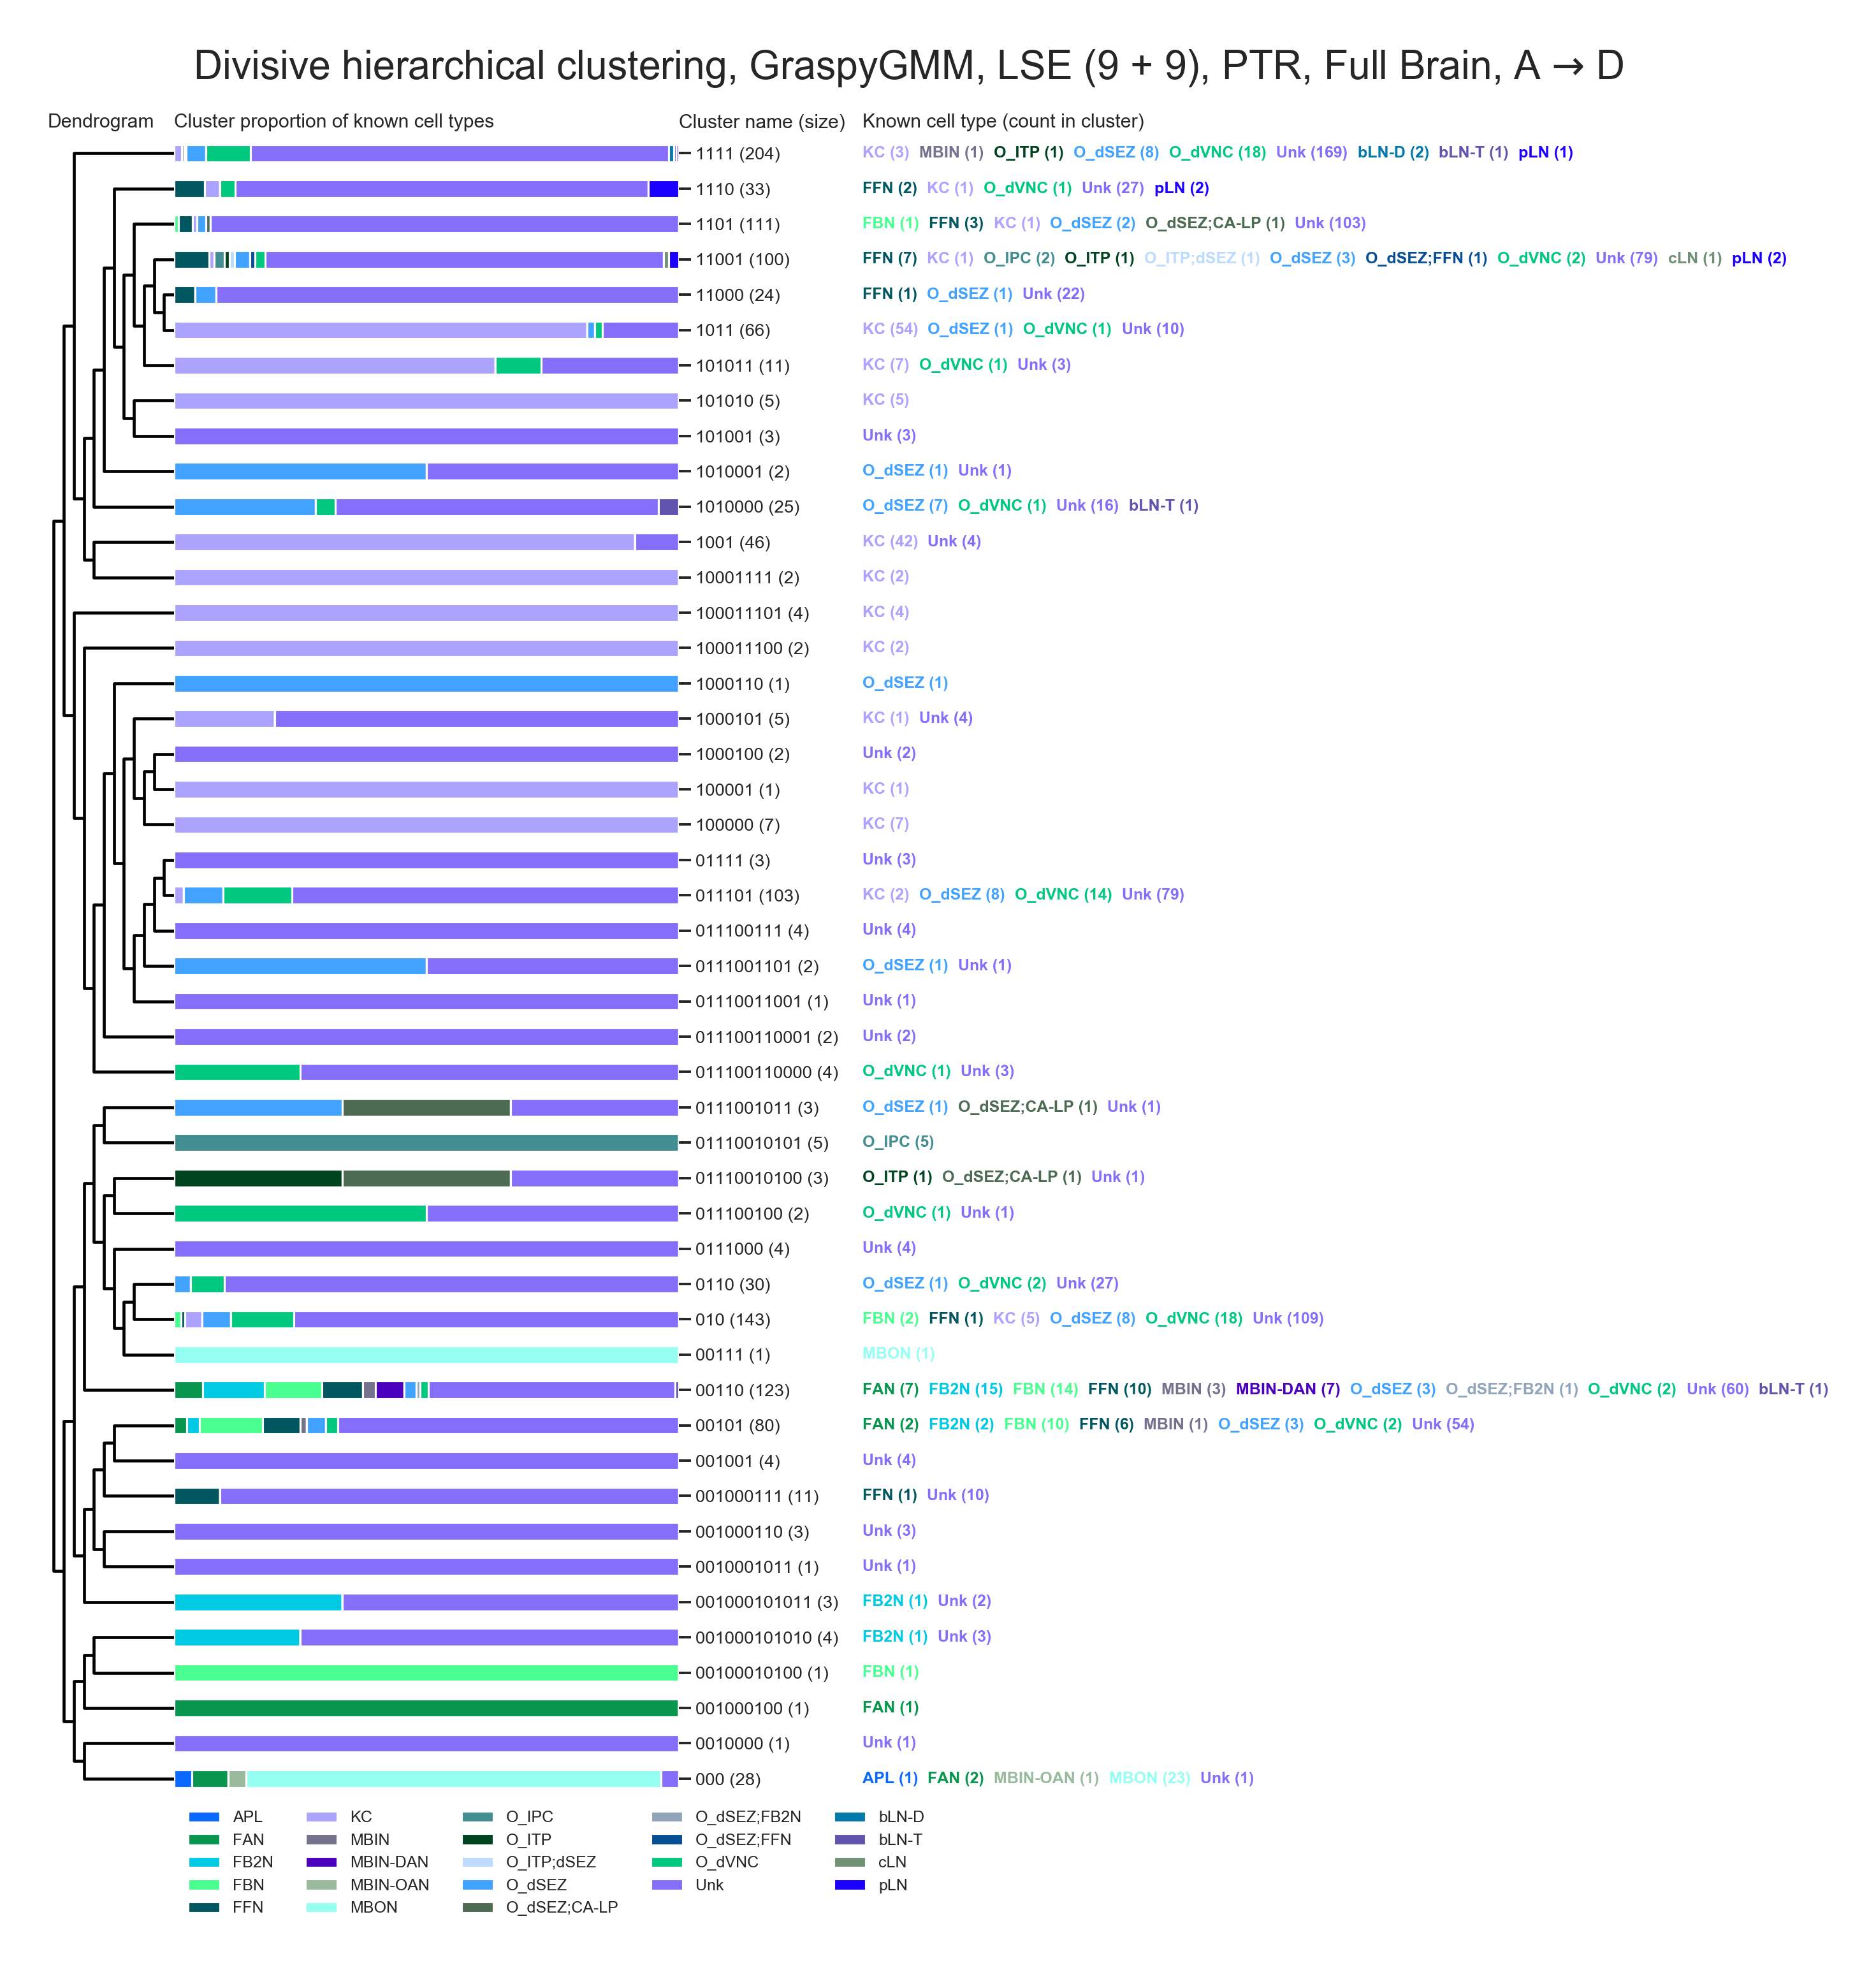 Divisive hierarchical clustering, GraspyGMM, LSE (9 + 9), PTR, Full Brain, A → D
Dendrogram Cluster proportion of known cell types Cluster name (size) Known cell type (count in cluster)
1111 (204) KC (3) MBIN (1) O_ITP (1) O_dSEZ (8) O_dVNC (18) Unk (169) bLN-D (2) bLN-T (1) pLN (1)
1110 (33) FFN (2) KC (1) O_dVNC (1) Unk (27) pLN (2)
1101 (111) FBN (1) FFN (3) KC (1) O_dSEZ (2) O_dSEZ;CA-LP (1) Unk (103)
11001 (100) FFN (7) KC (1) O_IPC (2) O_ITP (1) O_ITP;dSEZ (1) O_dSEZ (3) O_dSEZ;FFN (1) O_dVNC (2) Unk (79) cLN (1) pLN (2)
11000 (24) FFN (1) O_dSEZ (1) Unk (22)
1011 (66) KC (54) O_dSEZ (1) O_dVNC (1) Unk (10)
101011 (11) KC (7) O_dVNC (1) Unk (3)
101010 (5) KC (5)
101001 (3) Unk (3)
1010001 (2) O_dSEZ (1) Unk (1)
1010000 (25) O_dSEZ (7) O_dVNC (1) Unk (16) bLN-T (1)
1001 (46) KC (42) Unk (4)
10001111 (2) KC (2)
100011101 (4) KC (4)
100011100 (2) KC (2)
1000110 (1) O_dSEZ (1)
1000101 (5) KC (1) Unk (4)
1000100 (2) Unk (2)
100001 (1) KC (1)
100000 (7) KC (7)
01111 (3) Unk (3)
011101 (103) KC (2) O_dSEZ (8) O_dVNC (14) Unk (79)
011100111 (4) Unk (4)
0111001101 (2) O_dSEZ (1) Unk (1)
01110011001 (1) Unk (1)
011100110001 (2) Unk (2)
011100110000 (4) O_dVNC (1) Unk (3)
0111001011 (3) O_dSEZ (1) O_dSEZ;CA-LP (1) Unk (1)
01110010101 (5) O_IPC (5)
01110010100 (3) O_ITP (1) O_dSEZ;CA-LP (1) Unk (1)
011100100 (2) O_dVNC (1) Unk (1)
0111000 (4) Unk (4)
0110 (30) O_dSEZ (1) O_dVNC (2) Unk (27)
010 (143) FBN (2) FFN (1) KC (5) O_dSEZ (8) O_dVNC (18) Unk (109)
00111 (1) MBON (1)
00110 (123) FAN (7) FB2N (15) FBN (14) FFN (10) MBIN (3) MBIN-DAN (7) O_dSEZ (3) O_dSEZ;FB2N (1) O_dVNC (2) Unk (60) bLN-T (1)
00101 (80) FAN (2) FB2N (2) FBN (10) FFN (6) MBIN (1) O_dSEZ (3) O_dVNC (2) Unk (54)
001001 (4) Unk (4)
001000111 (11) FFN (1) Unk (10)
001000110 (3) Unk (3)
0010001011 (1) Unk (1)
001000101011 (3) FB2N (1) Unk (2)
001000101010 (4) FB2N (1) Unk (3)
00100010100 (1) FBN (1)
001000100 (1) FAN (1)
0010000 (1) Unk (1)
000 (28) APL (1) FAN (2) MBIN-OAN (1) MBON (23) Unk (1)
APL KC O_IPC O_dSEZ;FB2N bLN-D
FAN MBIN O_ITP O_dSEZ;FFN bLN-T
FB2N MBIN-DAN O_ITP;dSEZ O_dVNC cLN
FBN MBIN-OAN O_dSEZ Unk pLN
FFN MBON O_dSEZ;CA-LP